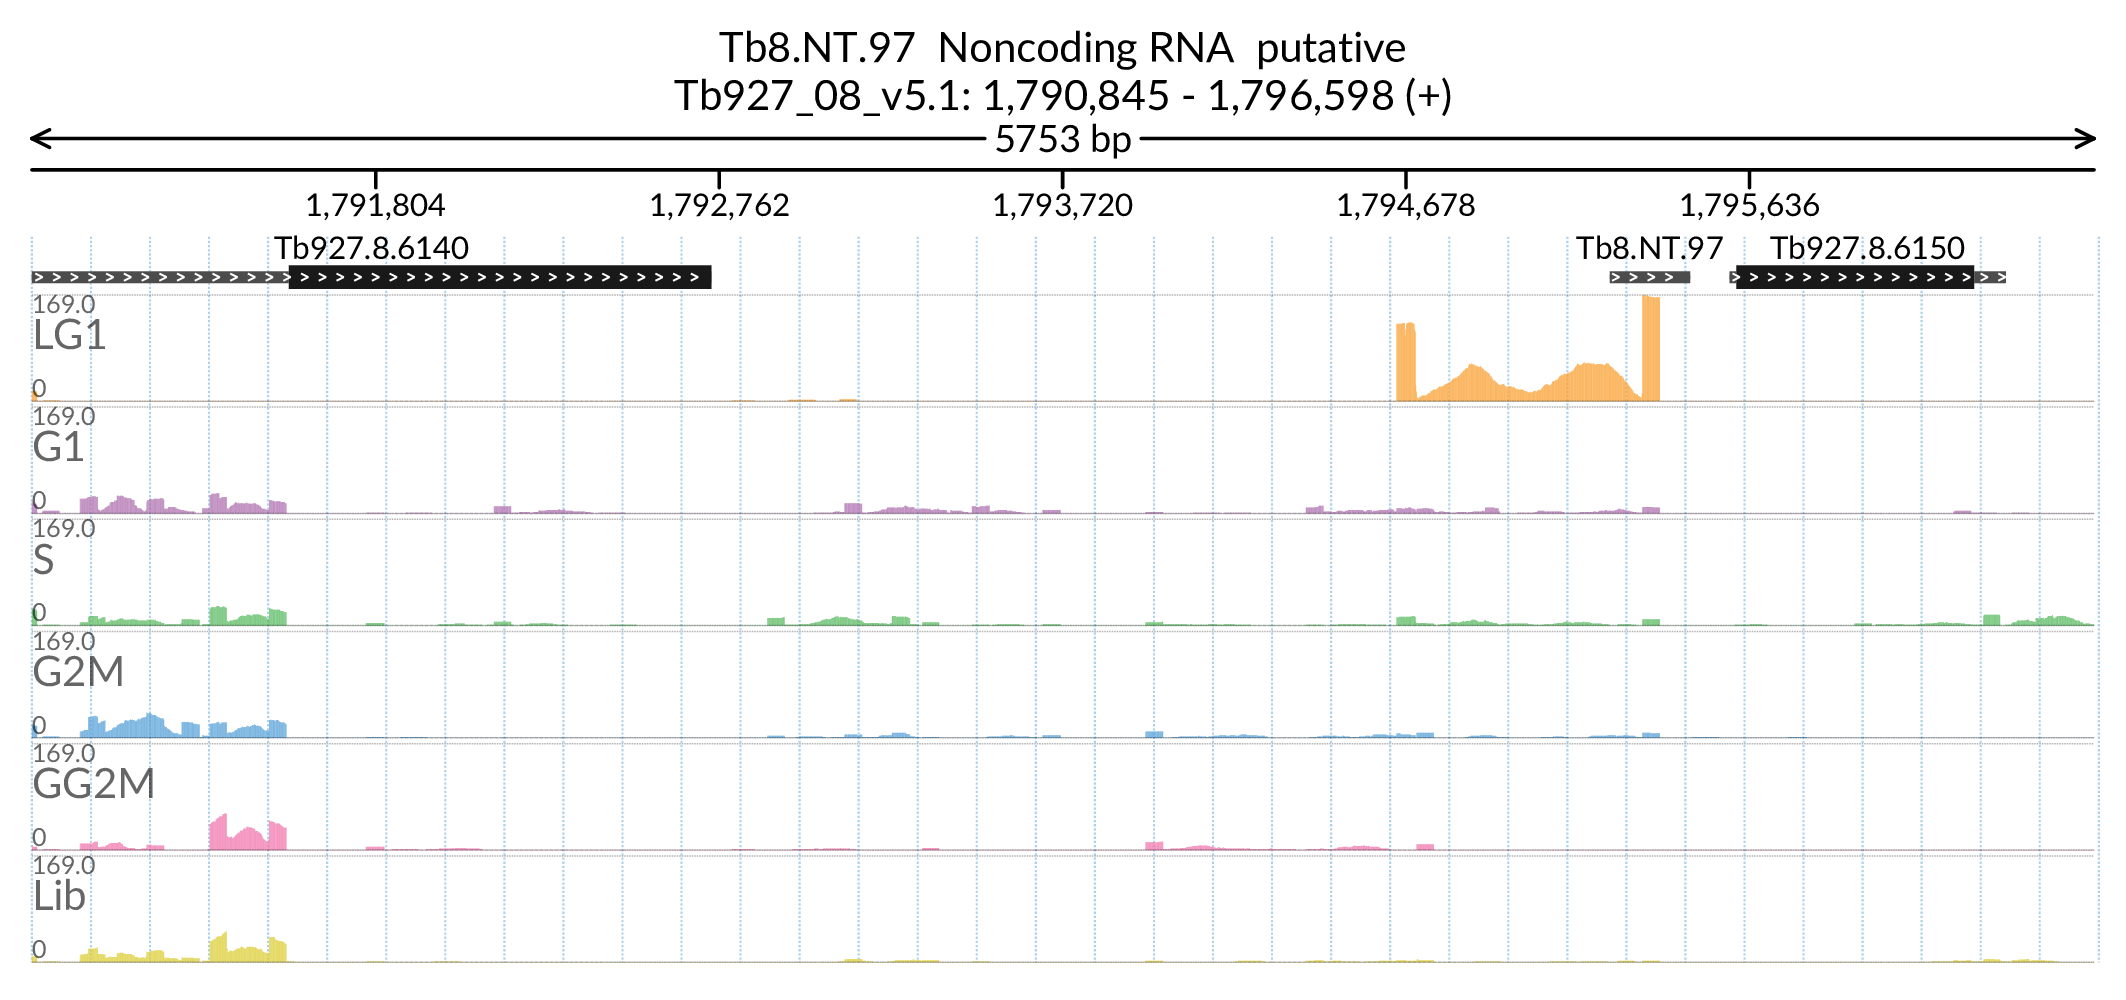 Tb8.NT.97 Noncoding RNA putative
Tb927_08_v5.1: 1,790,845 - 1,796,598 (+)
5753 bp
1,791,804 1,792,762 1,793,720 1,794,678 1,795,636
Tb927.8.6140 Tb8.NT.97 Tb927.8.6150
169.0
LG1
0
169.0
G1
0
169.0
S
0
169.0
G2M
0
169.0
GG2M
0
169.0
Lib
0